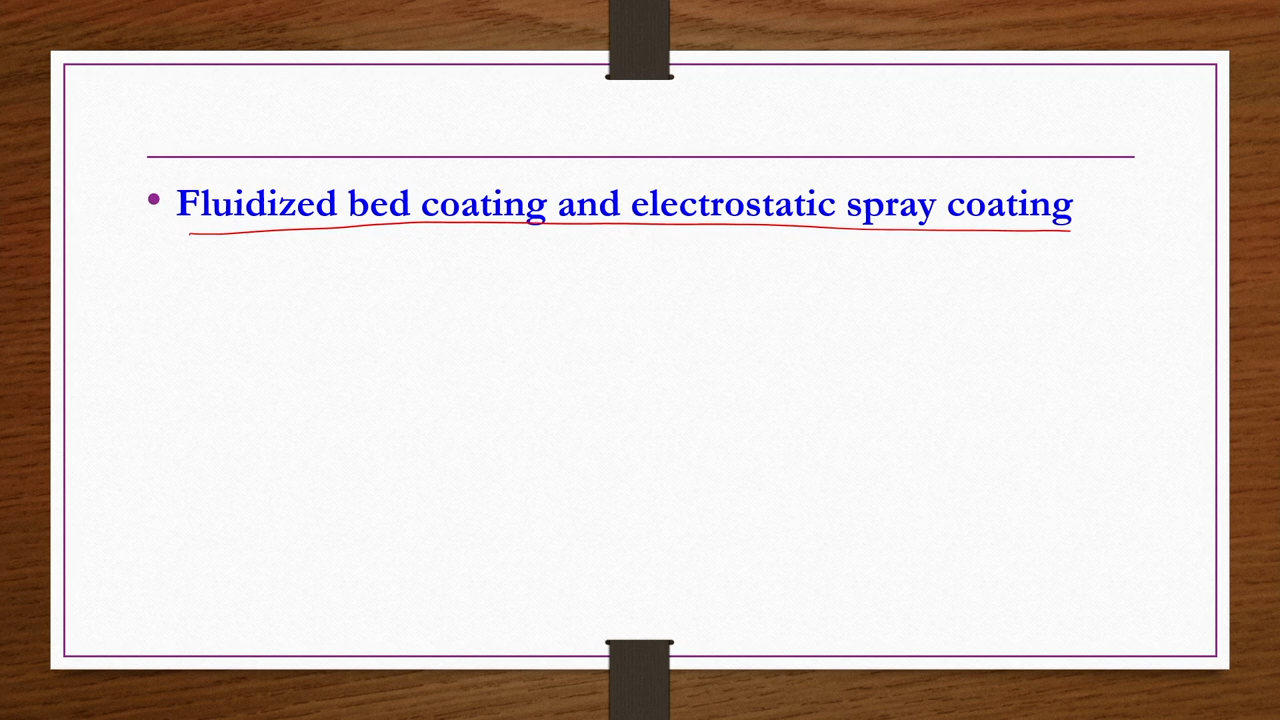 • Fluidized bed coating and electrostatic spray coating